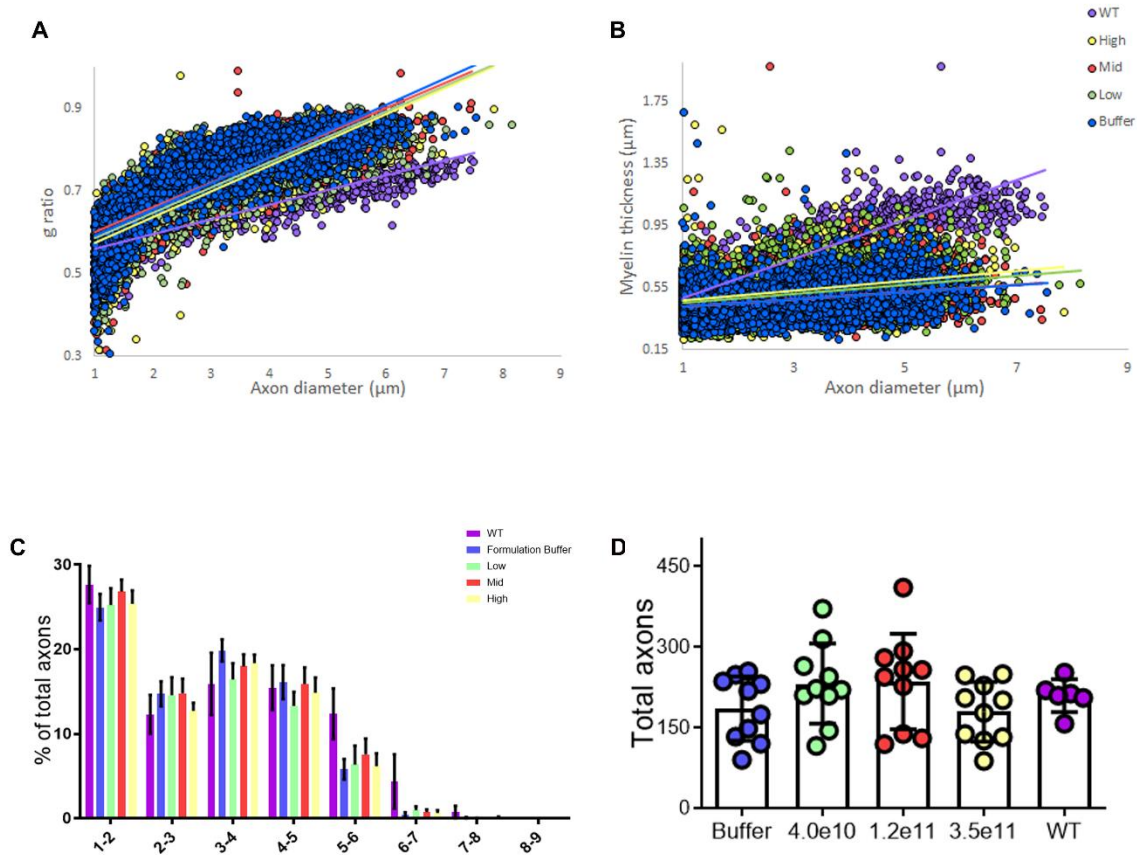 A
0.9
0.7
0.5
0.3
g ratio
1 2 3 4 5 6 7 8 9
Axon diameter (µm)
B
WT
High
Mid
Low
Buffer
1.75
1.35
0.95
0.55
0.15
Myelin thickness (µm)
1 3 5 7 9
Axon diameter (µm)
C
WT
Formulation Buffer
Low
Mid
High
30
20
10
0
% of total axons
1-2 2-3 3-4 4-5 5-6 6-7 7-8 8-9
D
450
300
150
0
Total axons
Buffer 4.0e10 1.2e11 3.5e11 WT